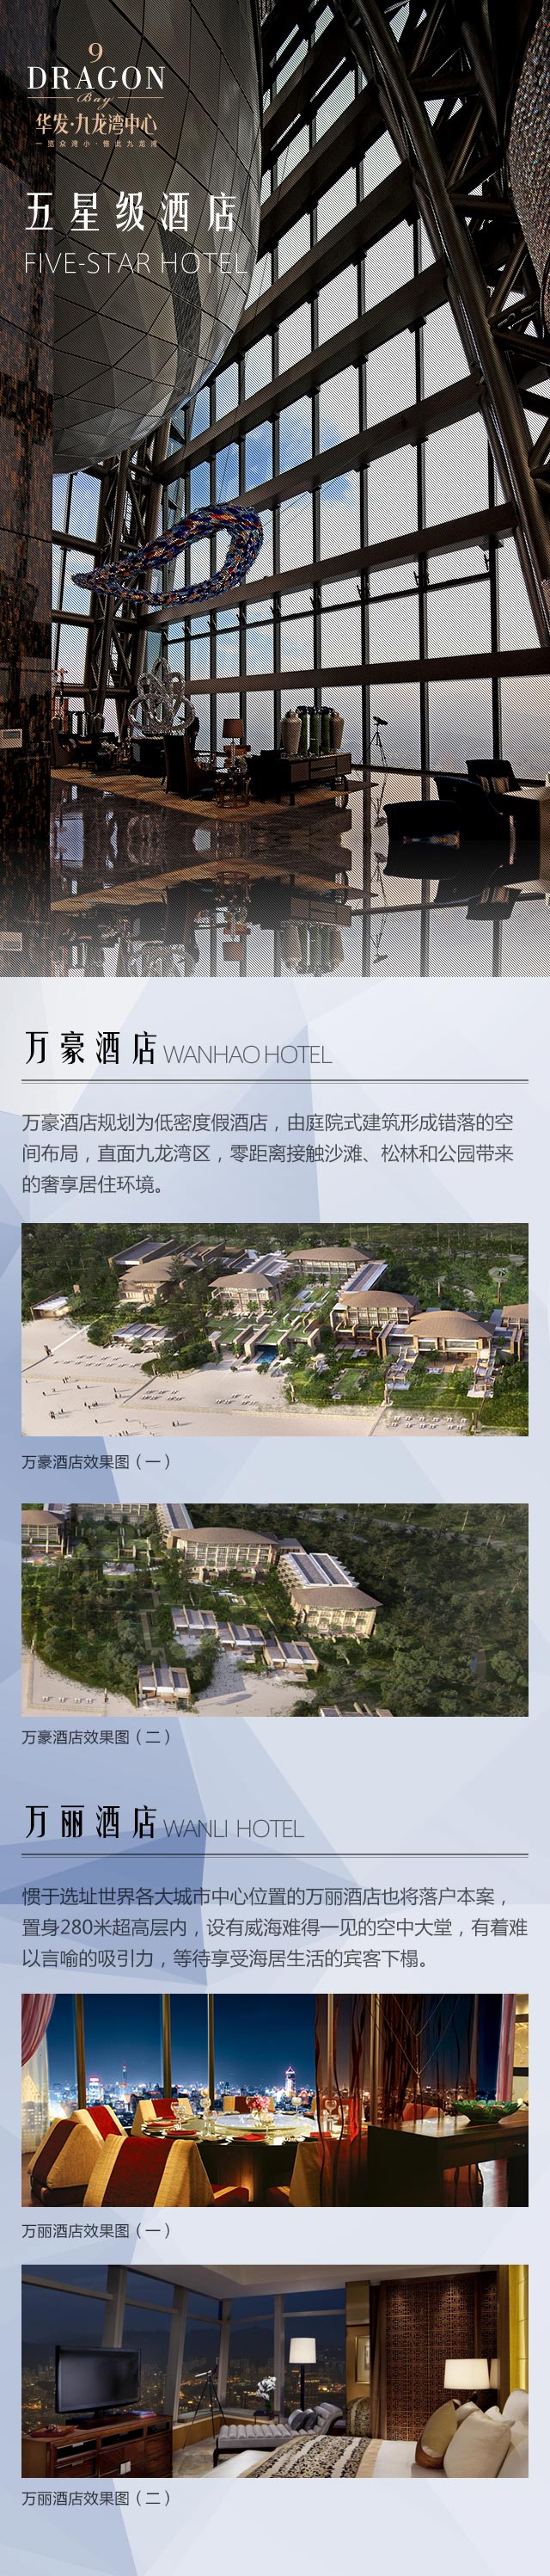 9
DRAGON
Bay
华发·九龙湾中心
一览众湾小·惟此九龙湾
五星级酒店
FIVE-STAR HOTEL
万豪酒店 WANHAO HOTEL
万豪酒店规划为低密度假酒店，由庭院式建筑形成错落的空
间布局，直面九龙湾区，零距离接触沙滩、松林和公园带来
的奢享居住环境。
万豪酒店效果图（一）
万豪酒店效果图（二）
万丽酒店 WANLI HOTEL
惯于选址世界各大城市中心位置的万丽酒店也将落户本案，
置身280米超高层内，设有威海难得一见的空中大堂，有着难
以言喻的吸引力，等待享受海居生活的宾客下榻。
万丽酒店效果图（一）
万丽酒店效果图（二）